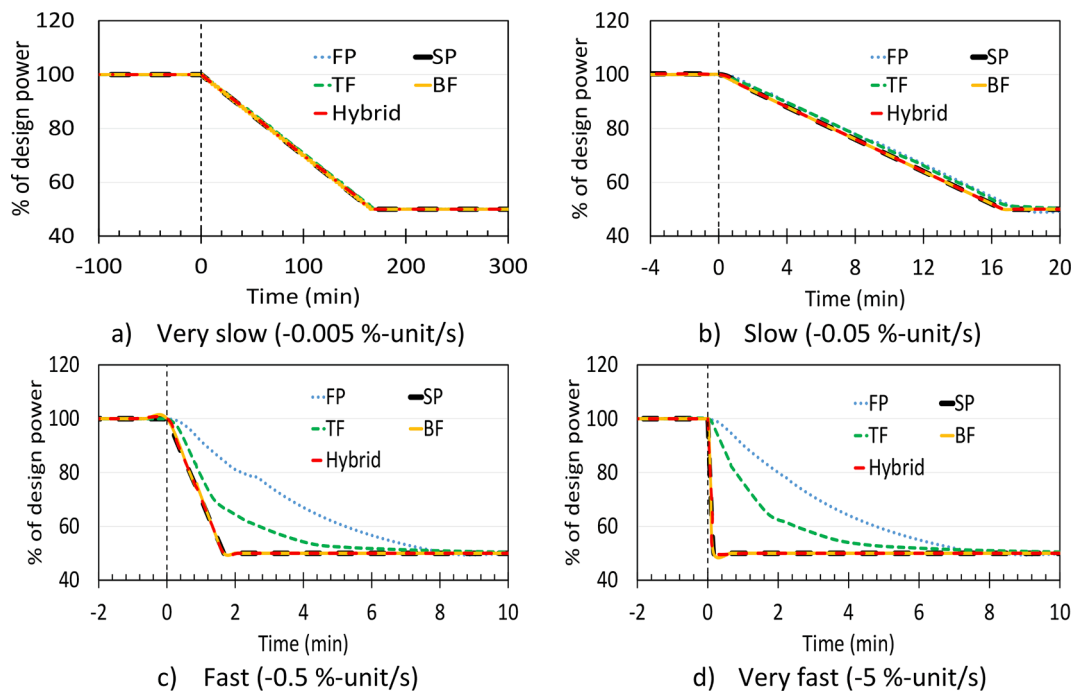 120
100
80
60
40
% of design power
FP SP
TF BF
Hybrid
-100 0 100 200 300
Time (min)
a) Very slow (-0.005 %-unit/s)
120
100
80
60
40
% of design power
FP SP
TF BF
Hybrid
-4 0 4 8 12 16 20
Time (min)
b) Slow (-0.05 %-unit/s)
120
100
80
60
40
% of design power
FP SP
TF BF
Hybrid
-2 0 2 4 6 8 10
Time (min)
c) Fast (-0.5 %-unit/s)
120
100
80
60
40
% of design power
FP SP
TF BF
Hybrid
-2 0 2 4 6 8 10
Time (min)
d) Very fast (-5 %-unit/s)